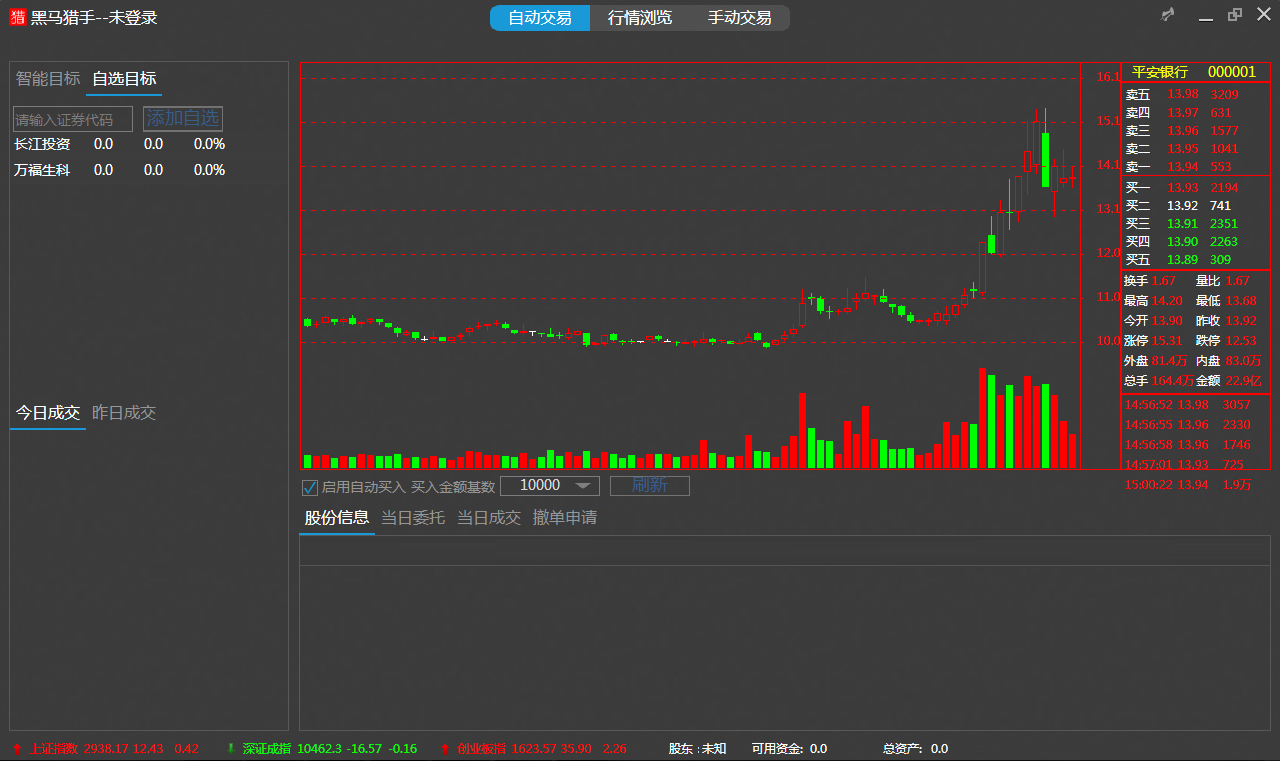 猎 黑马猎手--未登录
自动交易 行情浏览 手动交易
智能目标 自选目标
请输入证券代码 添加自选
长江投资 0.0 0.0 0.0%
万福生科 0.0 0.0 0.0%
今日成交 昨日成交
16.1
15.1
14.1
13.1
12.0
11.0
10.0
平安银行 000001
卖五 13.98 3209
卖四 13.97 631
卖三 13.96 1577
卖二 13.95 1041
卖一 13.94 553
买一 13.93 2194
买二 13.92 741
买三 13.91 2351
买四 13.90 2263
买五 13.89 309
换手 1.67 量比 1.67
最高 14.20 最低 13.68
今开 13.90 昨收 13.92
涨停 15.31 跌停 12.53
外盘 81.4万 内盘 83.0万
总手 164.4万 金额 22.9亿
14:56:52 13.98 3057
14:56:55 13.96 2330
14:56:58 13.96 1746
14:57:01 13.93 725
15:00:22 13.94 1.9万
启用自动买入 买入金额基数 10000 刷新
股份信息 当日委托 当日成交 撤单申请
上证指数 2938.17 12.43 0.42 深证成指 10462.3 -16.57 -0.16 创业板指 1623.57 35.90 2.26 股东 : 未知 可用资金: 0.0 总资产: 0.0